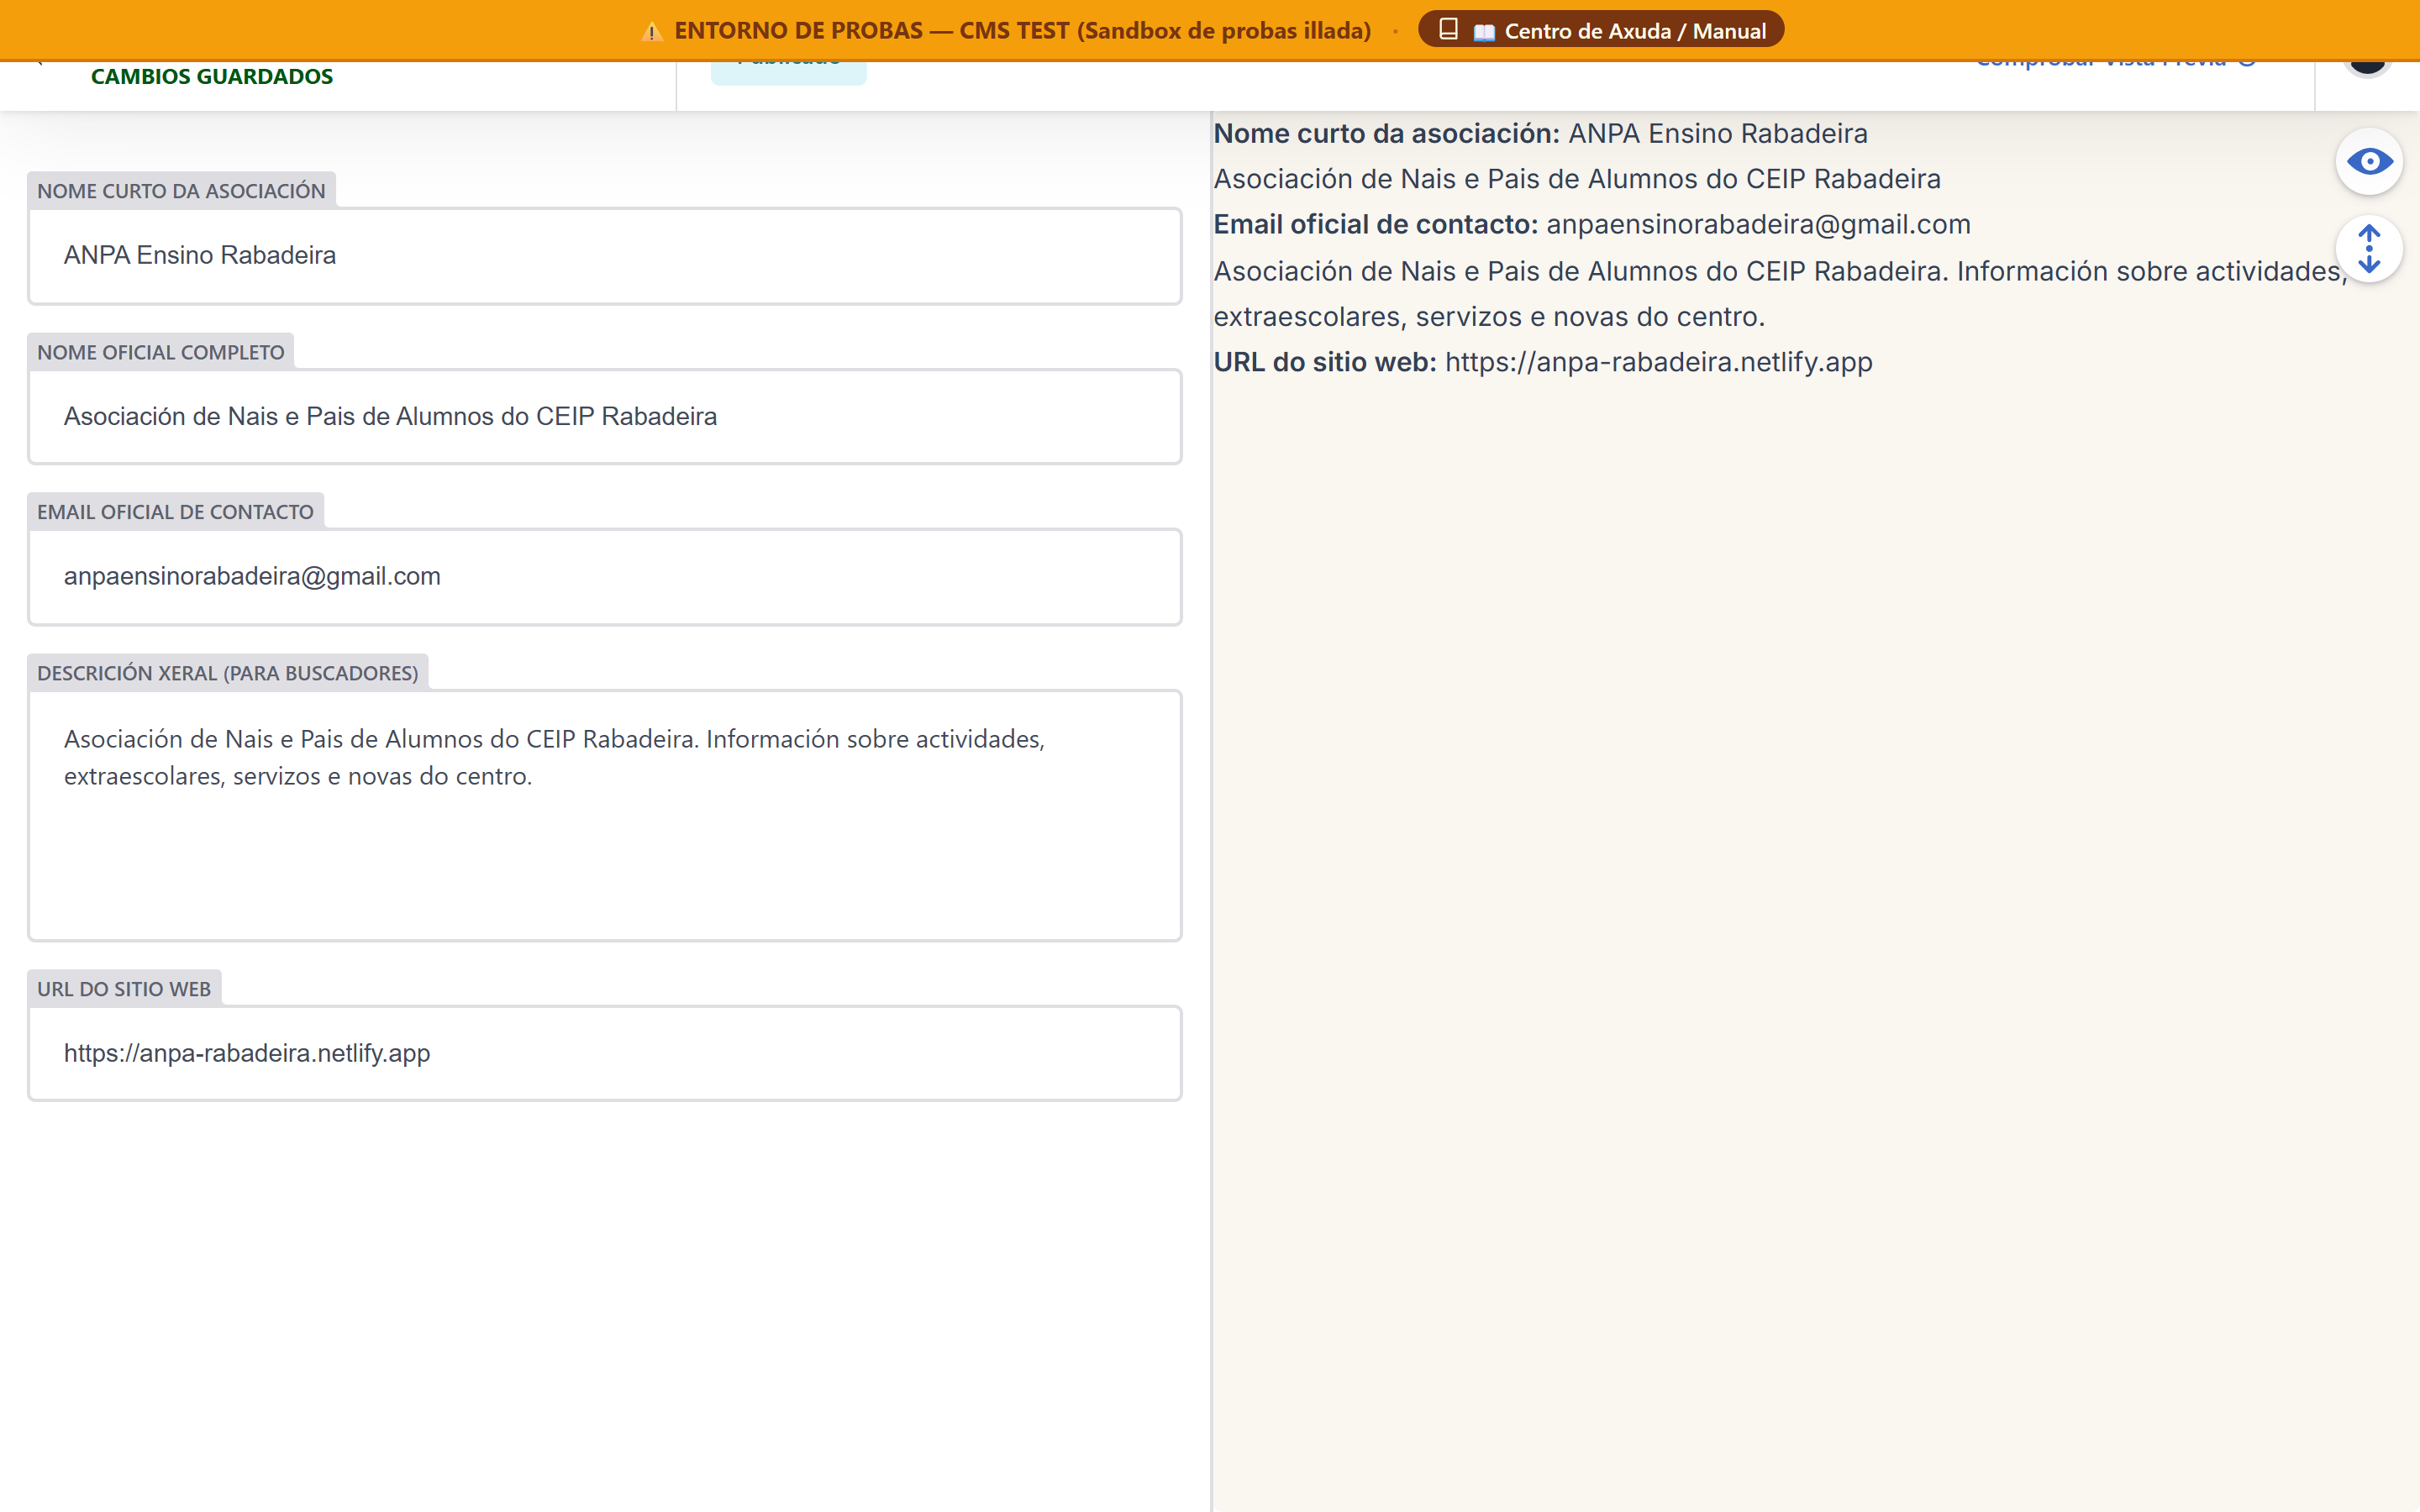 ENTORNO DE PROBAS — CMS TEST (Sandbox de probas illada) · Centro de Axuda / Manual
CAMBIOS GUARDADOS
Publicado
Comprobar Vista Previa
NOME CURTO DA ASOCIACIÓN
ANPA Ensino Rabadeira
NOME OFICIAL COMPLETO
Asociación de Nais e Pais de Alumnos do CEIP Rabadeira
EMAIL OFICIAL DE CONTACTO
anpaensinorabadeira@gmail.com
DESCRICIÓN XERAL (PARA BUSCADORES)
Asociación de Nais e Pais de Alumnos do CEIP Rabadeira. Información sobre actividades,
extraescolares, servizos e novas do centro.
URL DO SITIO WEB
https://anpa-rabadeira.netlify.app
Nome curto da asociación: ANPA Ensino Rabadeira
Asociación de Nais e Pais de Alumnos do CEIP Rabadeira
Email oficial de contacto: anpaensinorabadeira@gmail.com
Asociación de Nais e Pais de Alumnos do CEIP Rabadeira. Información sobre actividades,
extraescolares, servizos e novas do centro.
URL do sitio web: https://anpa-rabadeira.netlify.app